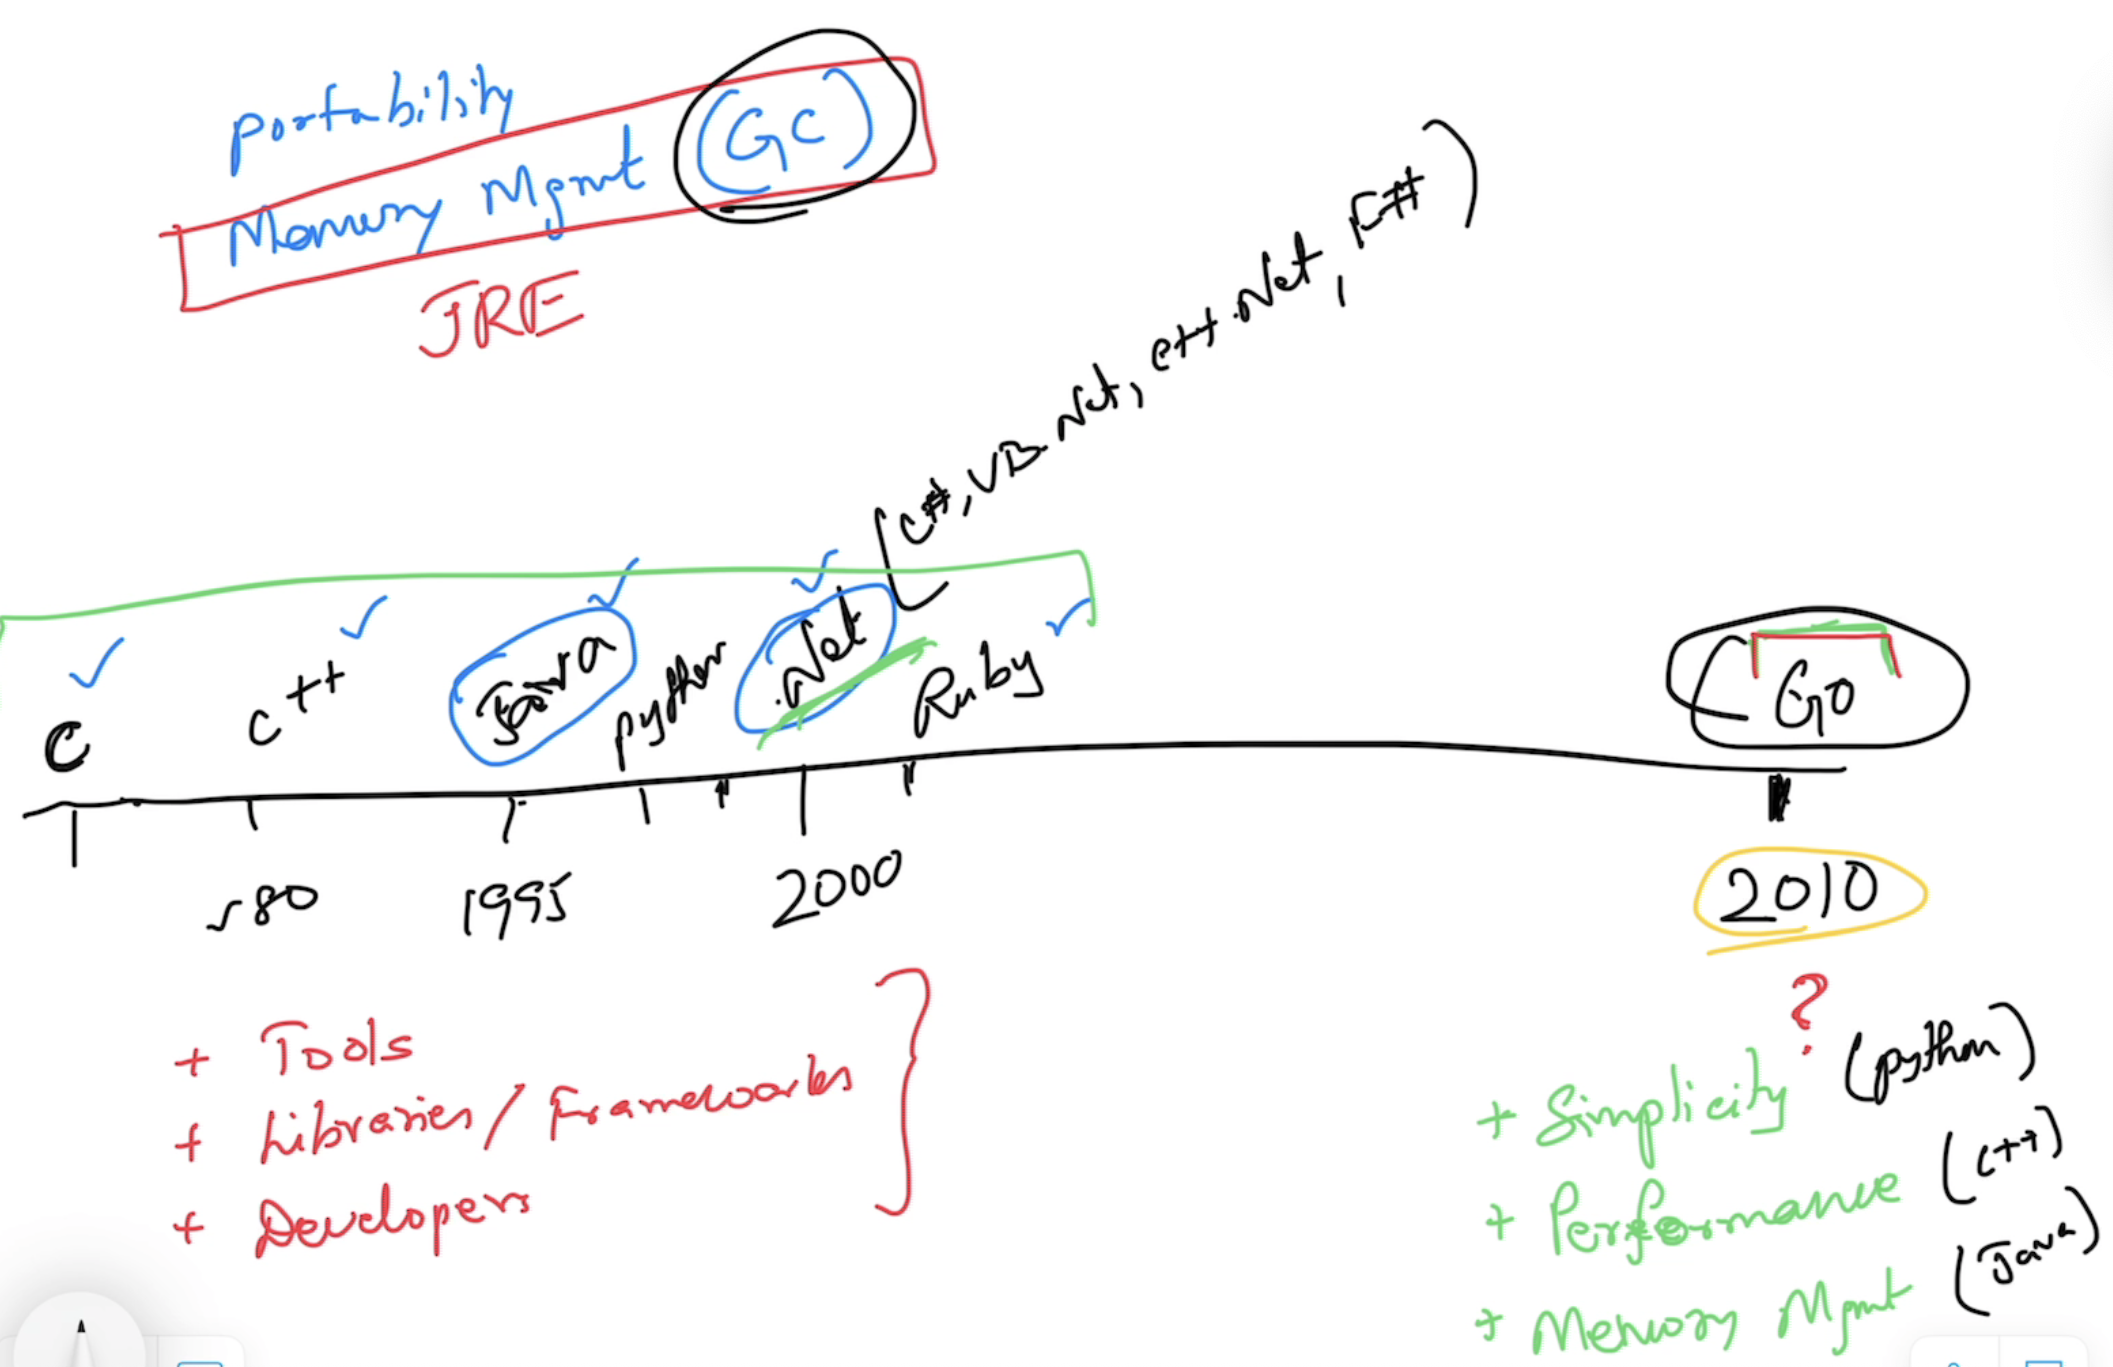 portability
Memory Mgmt (GC)
JRE
(C#, VB.Net, C++.Net, F#)
C
C++
Java
python
.Net
Ruby
GO
~80
1995
2000
2010
?
+ Tools
+ Libraries / Frameworks
+ Developers
+ Simplicity (python)
+ Performance (C++)
+ Memory Mgmt (Java)